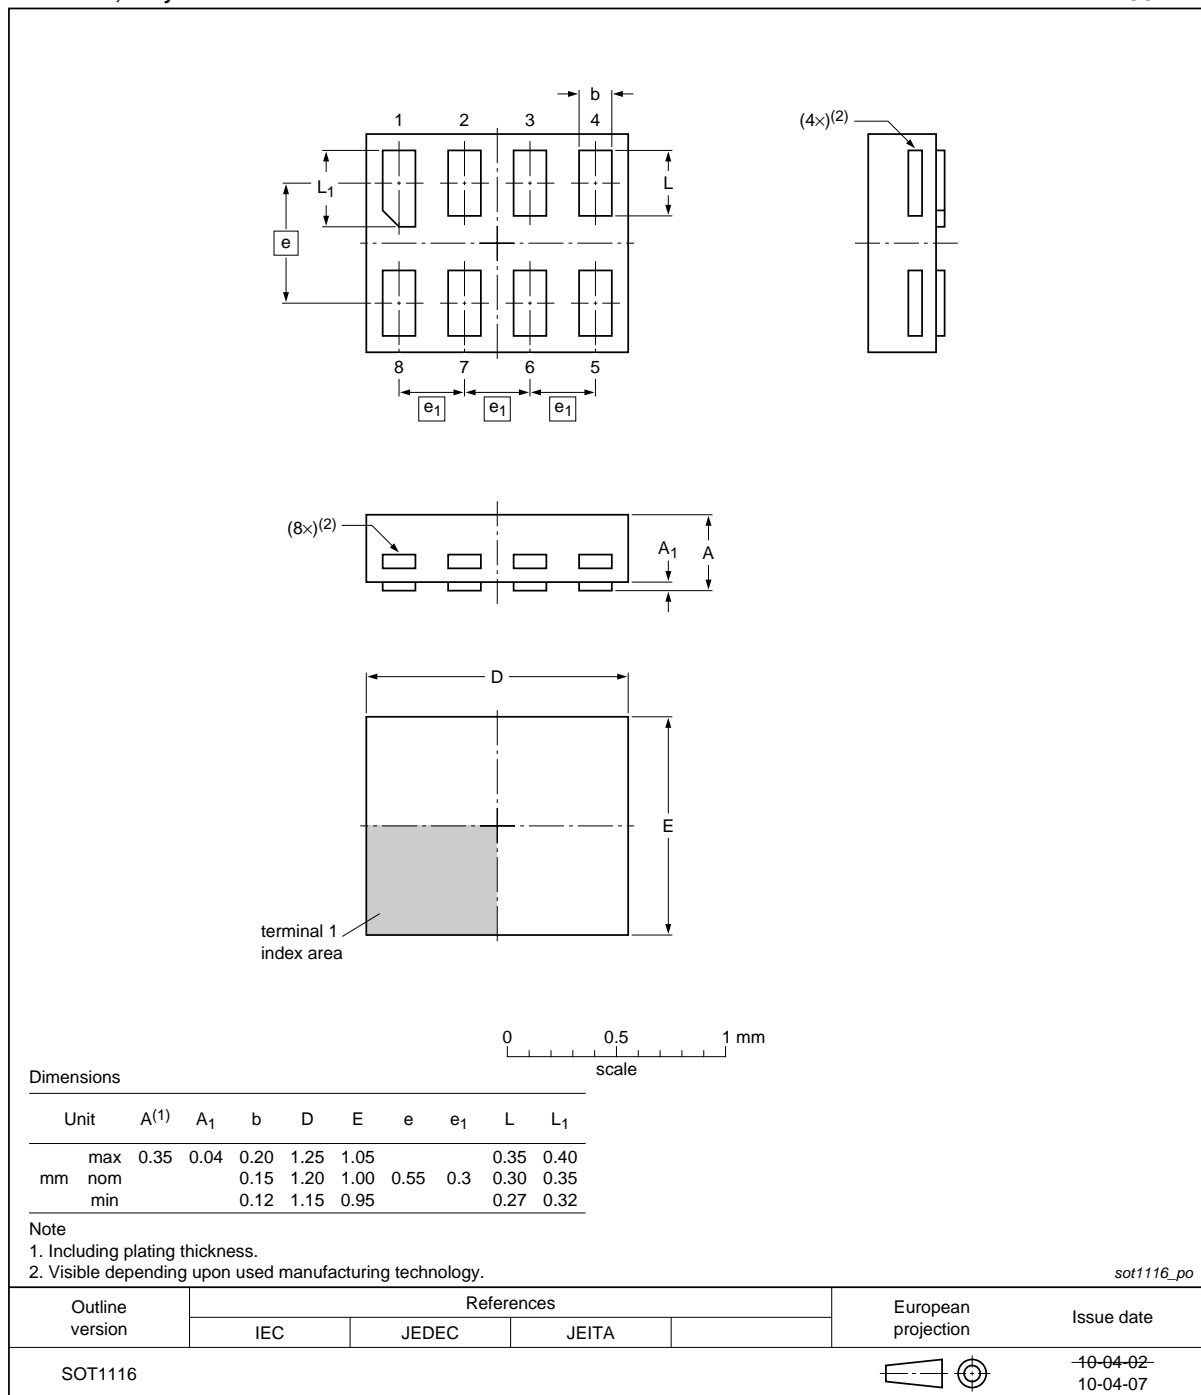 b
1 2 3 4
(4×)(2)
L1
L
e
8 7 6 5
e1 e1 e1
(8×)(2)
A1 A
D
E
terminal 1
index area
0 0.5 1 mm
scale
Dimensions
Unit A(1) A1 b D E e e1 L L1
max 0.35 0.04 0.20 1.25 1.05 0.35 0.40
mm nom 0.15 1.20 1.00 0.55 0.3 0.30 0.35
min 0.12 1.15 0.95 0.27 0.32
Note
1. Including plating thickness.
2. Visible depending upon used manufacturing technology.
sot1116_po
Outline version References European projection Issue date
IEC JEDEC JEITA
SOT1116
10-04-02
10-04-07